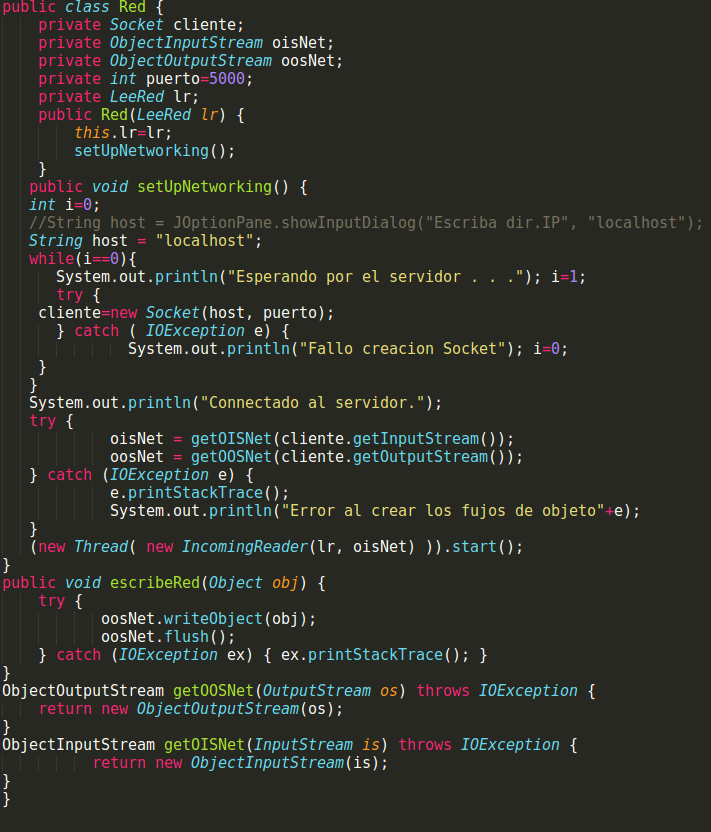 public class Red {
    private Socket cliente;
    private ObjectInputStream oisNet;
    private ObjectOutputStream oosNet;
    private int puerto=5000;
    private LeeRed lr;
    public Red(LeeRed lr) {
        this.lr=lr;
        setUpNetworking();
    }
   public void setUpNetworking() {
   int i=0;
   //String host = JOptionPane.showInputDialog("Escriba dir.IP", "localhost");
   String host = "localhost";
   while(i==0){
      System.out.println("Esperando por el servidor . . ."); i=1;
      try {
    cliente=new Socket(host, puerto);
      } catch ( IOException e) {
              System.out.println("Fallo creacion Socket"); i=0;
    }
   }
   System.out.println("Connectado al servidor.");
   try {
            oisNet = getOISNet(cliente.getInputStream());
            oosNet = getOOSNet(cliente.getOutputStream());
   } catch (IOException e) {
            e.printStackTrace();
            System.out.println("Error al crear los fujos de objeto"+e);
   }
   (new Thread( new IncomingReader(lr, oisNet) )).start();
}
public void escribeRed(Object obj) {
    try {
           oosNet.writeObject(obj);
           oosNet.flush();
    } catch (IOException ex) { ex.printStackTrace(); }
}
ObjectOutputStream getOOSNet(OutputStream os) throws IOException {
    return new ObjectOutputStream(os);
}
ObjectInputStream getOISNet(InputStream is) throws IOException {
          return new ObjectInputStream(is);
}
}